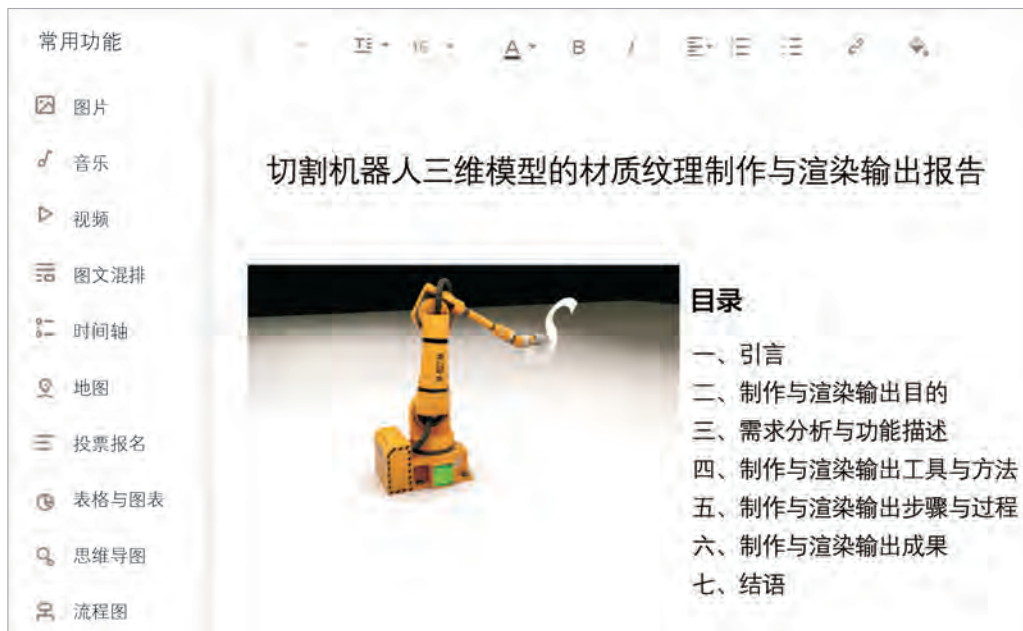 常用功能
16
A
B
I
图片
音乐
视频
图文混排
时间轴
地图
投票报名
表格与图表
思维导图
流程图
切割机器人三维模型的材质纹理制作与渲染输出报告
目录
一、引言
二、制作与渲染输出目的
三、需求分析与功能描述
四、制作与渲染输出工具与方法
五、制作与渲染输出步骤与过程
六、制作与渲染输出成果
七、结语